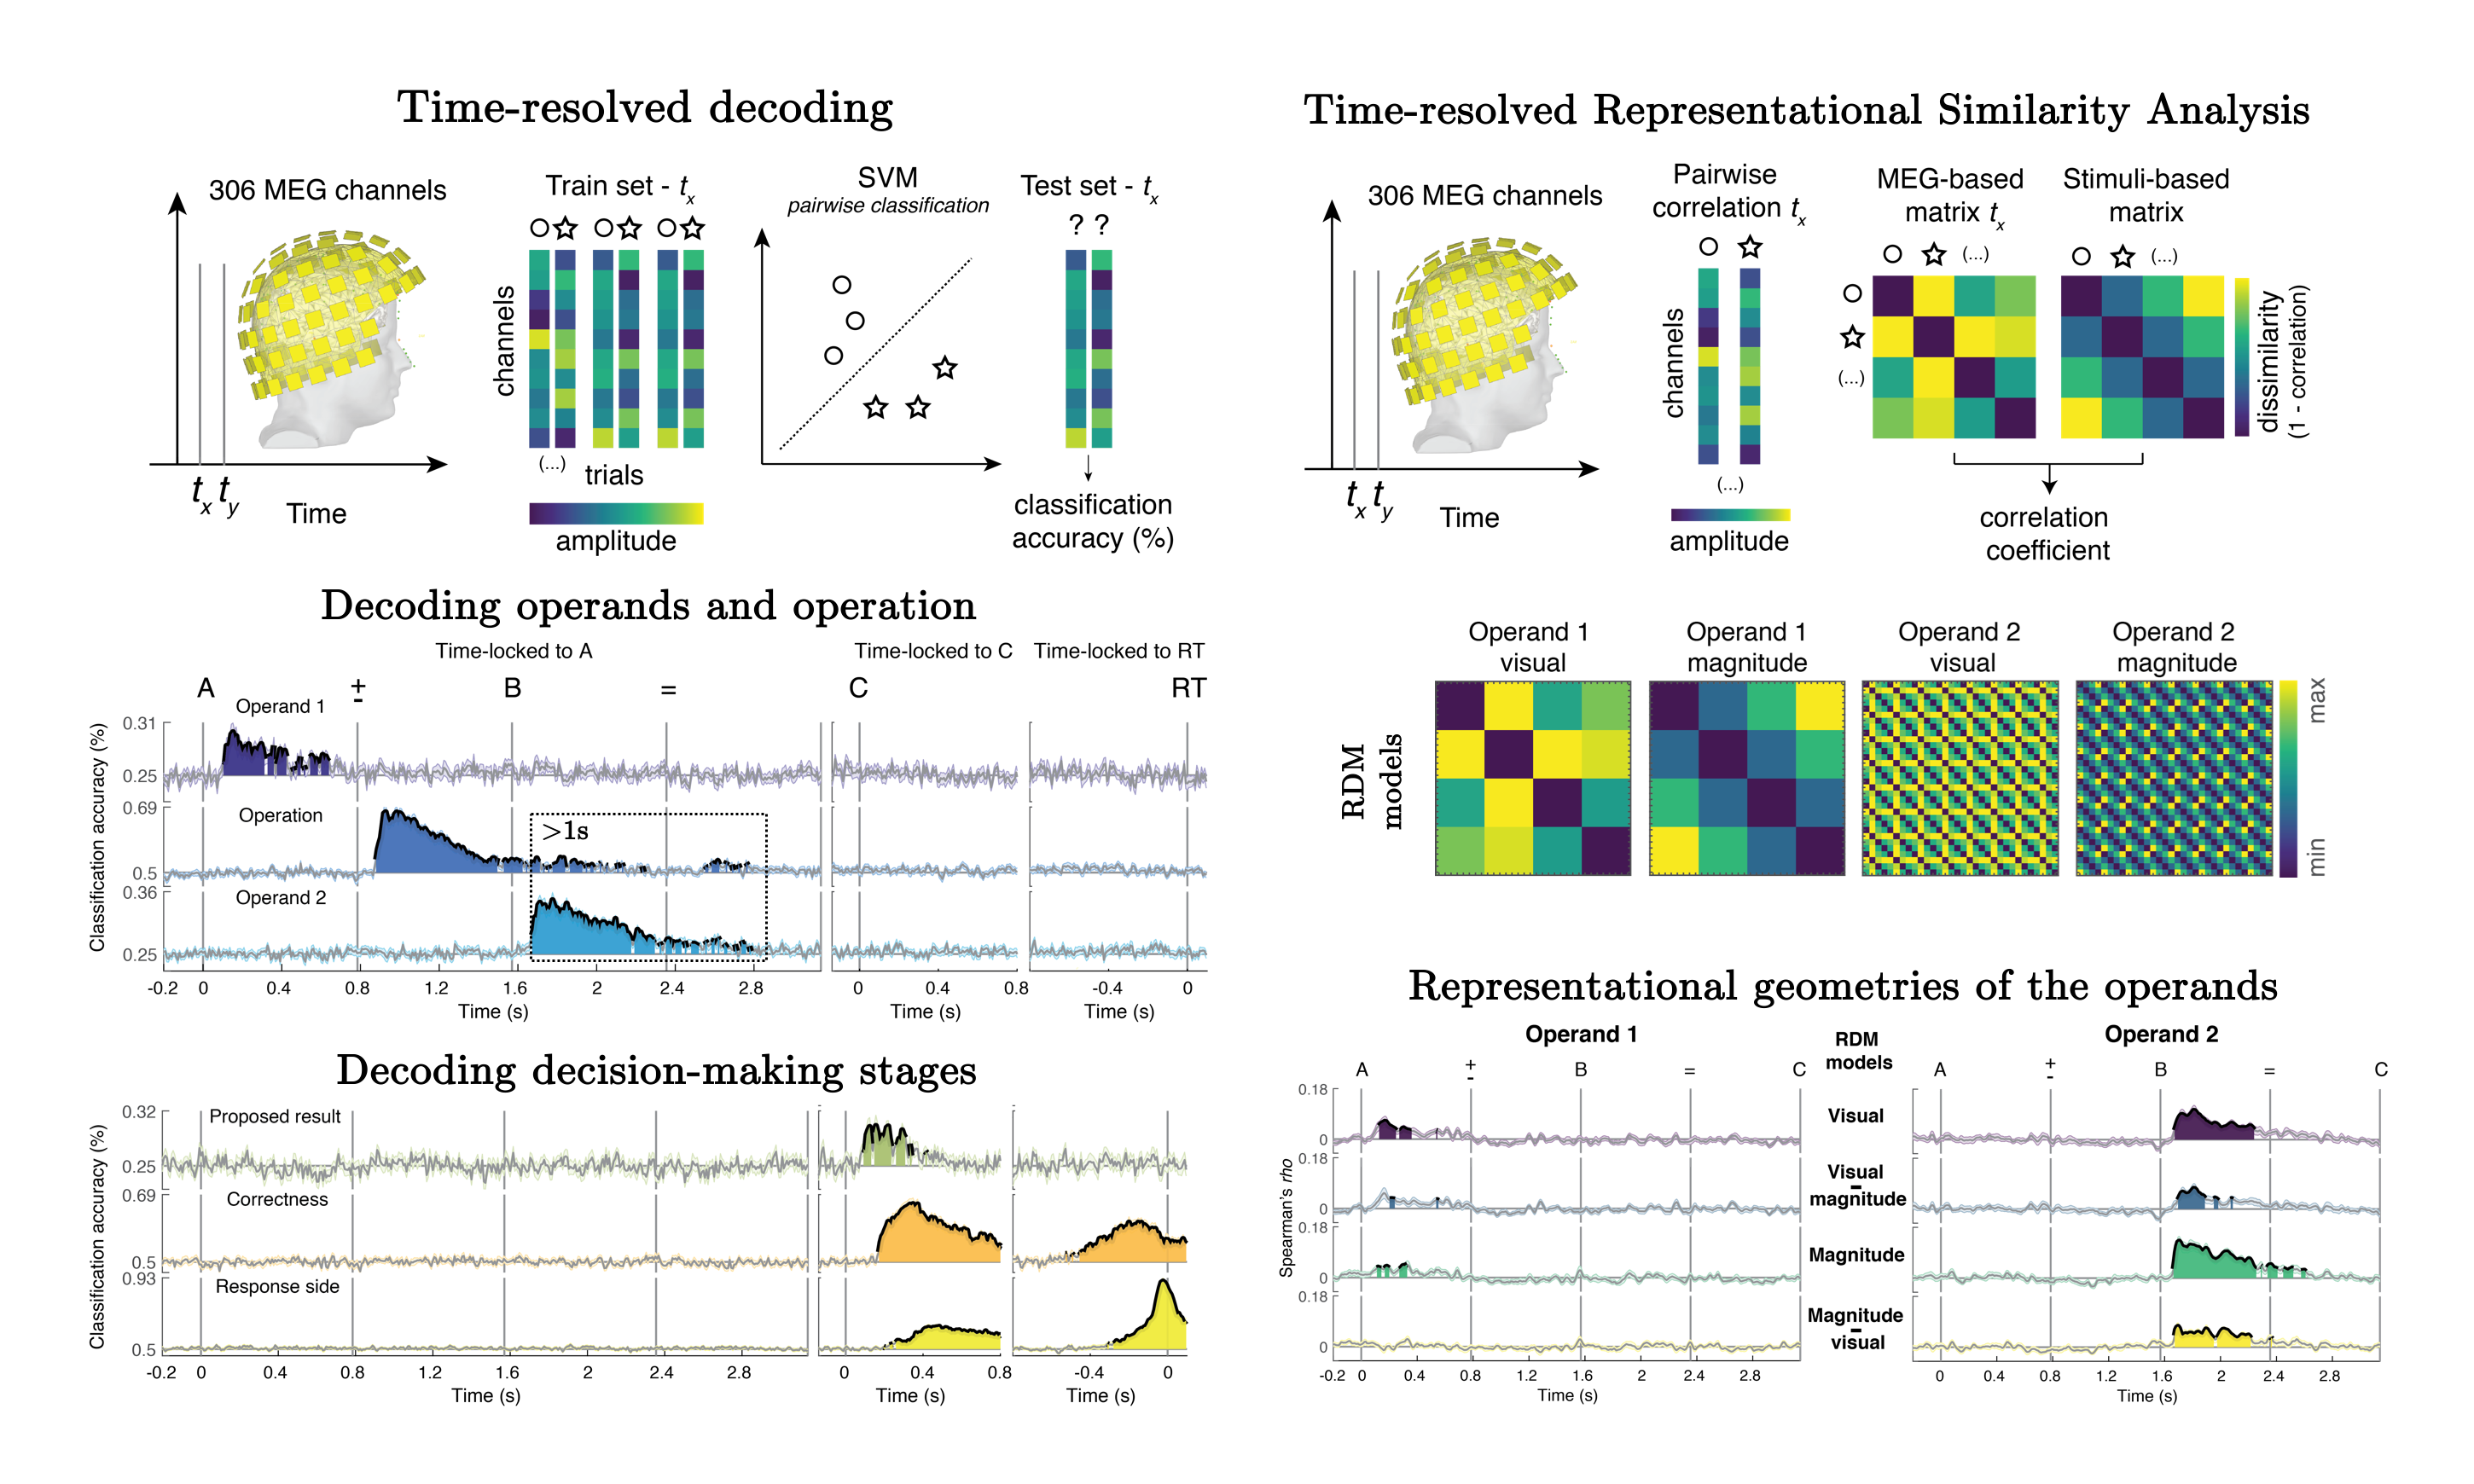 Time-resolved decoding
306 MEG channels
tx ty
Time
Train set - tx
channels
(...)
trials
amplitude
SVM
pairwise classification
Test set - tx
? ?
classification
accuracy (%)
Time-resolved Representational Similarity Analysis
306 MEG channels
tx ty
Time
Pairwise
correlation tx
channels
(...)
amplitude
MEG-based
matrix tx
(...)
(...)
Stimuli-based
matrix
(...)
dissimilarity
(1 - correlation)
correlation
coefficient
Decoding operands and operation
Time-locked to A
Time-locked to C
Time-locked to RT
A
±
B
=
C
RT
Classification accuracy (%)
Operand 1
0.31
0.25
Operation
0.69
0.5
>1s
Operand 2
0.36
0.25
-0.2 0 0.4 0.8 1.2 1.6 2 2.4 2.8
Time (s)
0 0.4 0.8
Time (s)
-0.4 0
Time (s)
Decoding decision-making stages
Classification accuracy (%)
Proposed result
0.32
0.25
Correctness
0.69
0.5
Response side
0.93
0.5
-0.2 0 0.4 0.8 1.2 1.6 2 2.4 2.8
Time (s)
0 0.4 0.8
Time (s)
-0.4 0
Time (s)
RDM
models
Operand 1
visual
Operand 1
magnitude
Operand 2
visual
Operand 2
magnitude
max
min
Representational geometries of the operands
Operand 1
RDM
models
Operand 2
A
±
B
=
C
A
±
B
=
C
Spearman's rho
0.18
0
Visual
0.18
0
Visual
-
magnitude
0.18
0
Magnitude
0.18
0
Magnitude
-
visual
-0.2 0 0.4 0.8 1.2 1.6 2 2.4 2.8
Time (s)
0 0.4 0.8 1.2 1.6 2 2.4 2.8
Time (s)